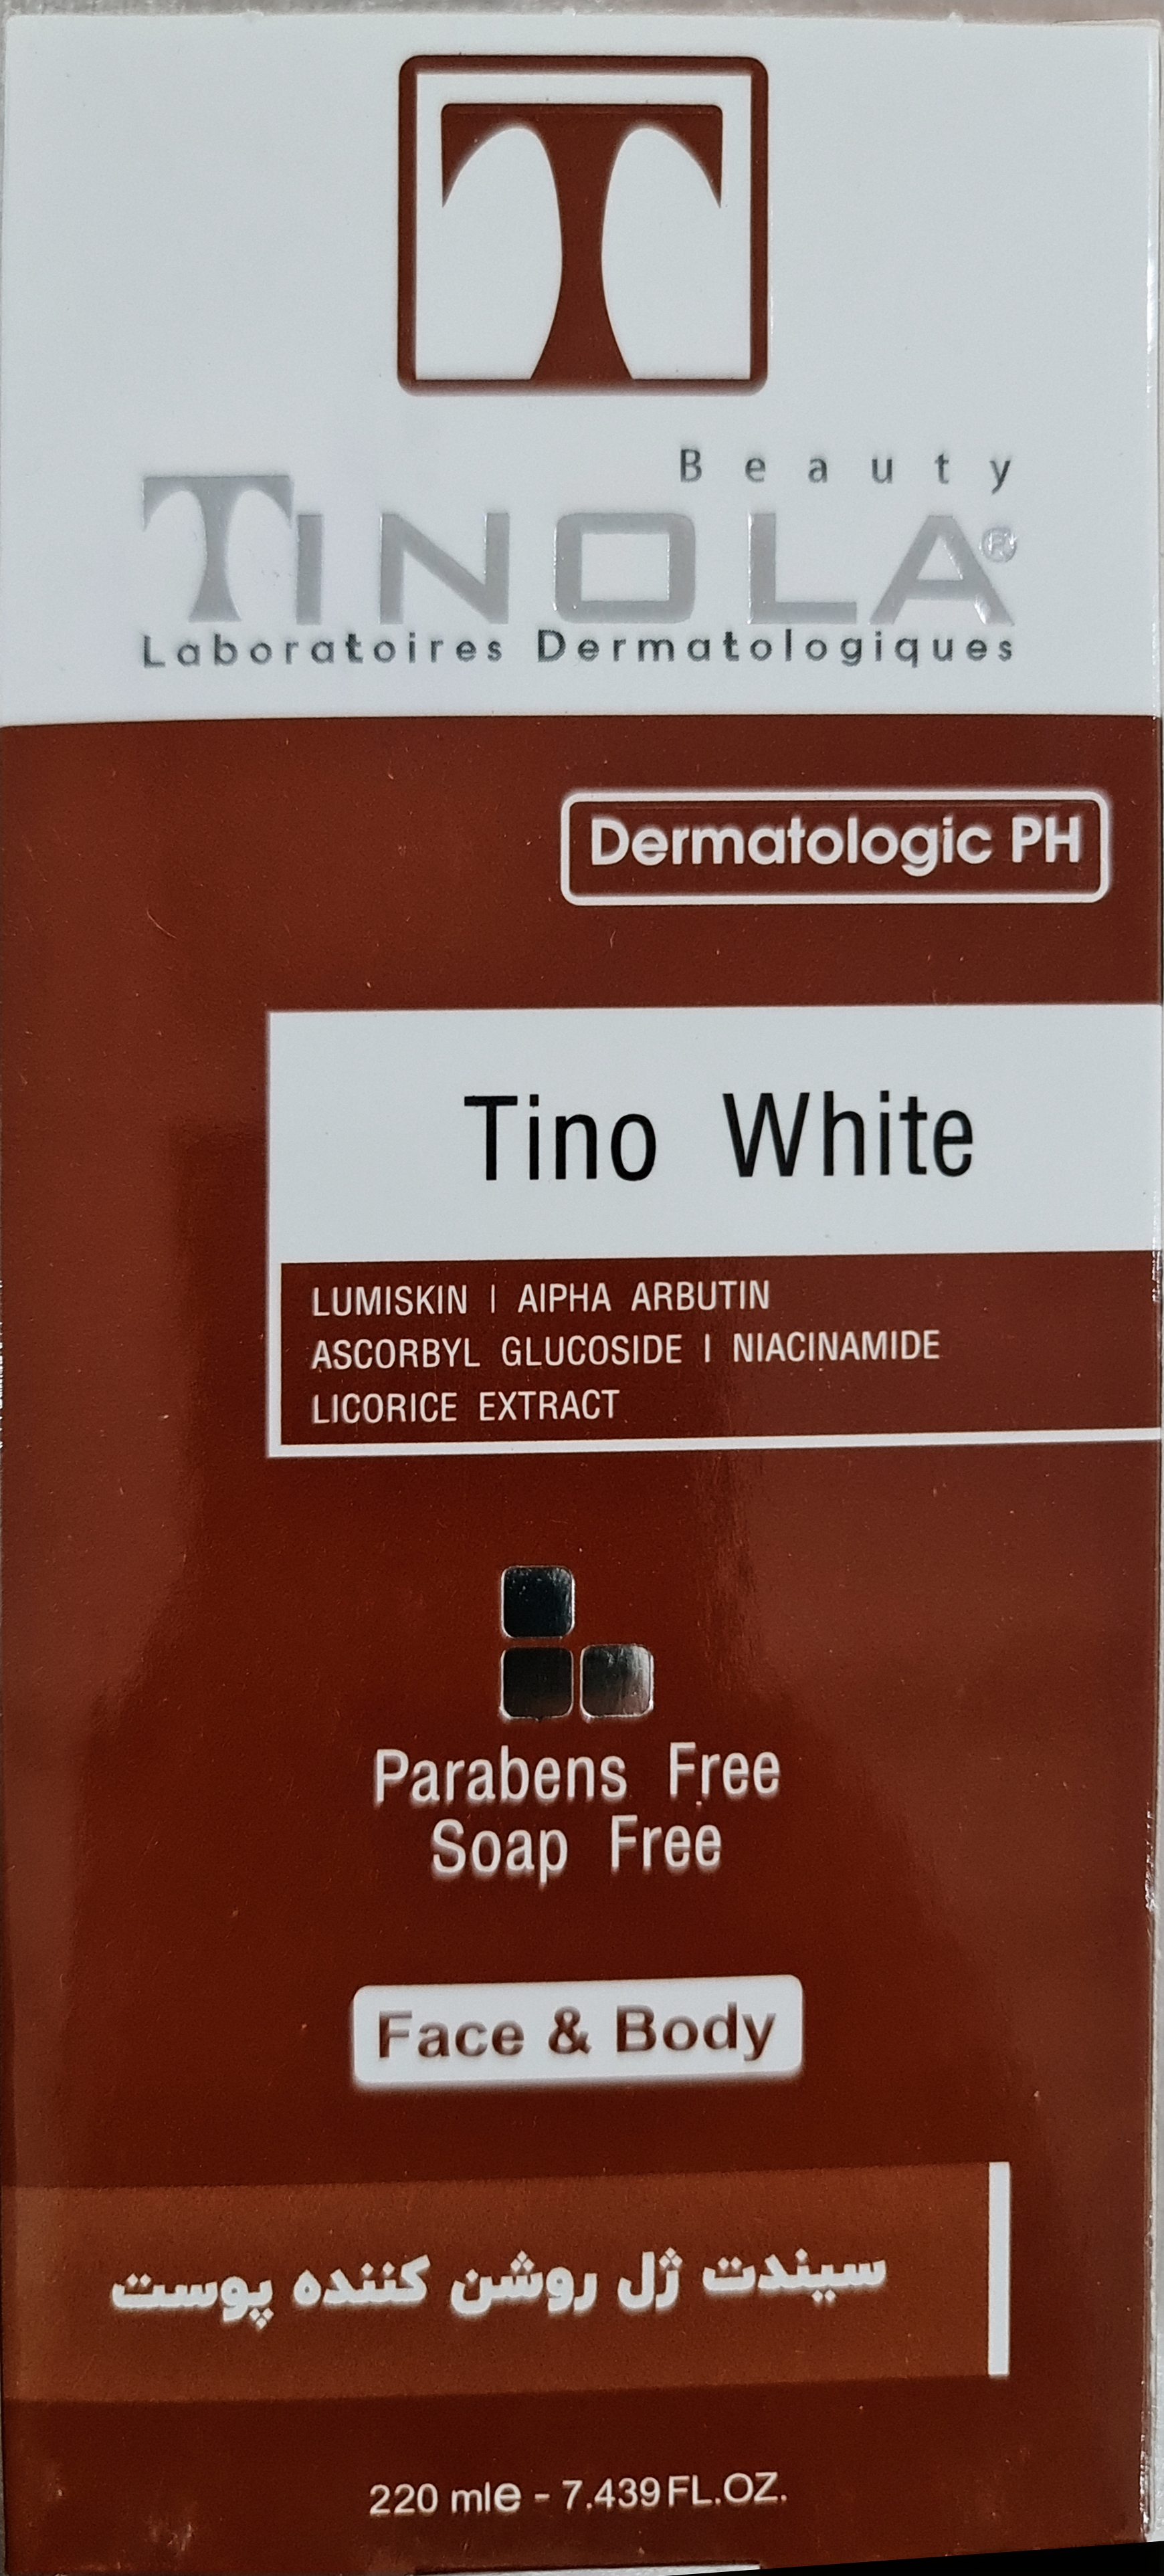 T
Beauty
TINOLA®
Laboratoires Dermatologiques
Dermatologic PH
Tino White
LUMISKIN | AIPHA ARBUTIN
ASCORBYL GLUCOSIDE | NIACINAMIDE
LICORICE EXTRACT
Parabens Free
Soap Free
Face & Body
سیندت ژل روشن کننده پوست
220 mle - 7.439 FL.OZ.